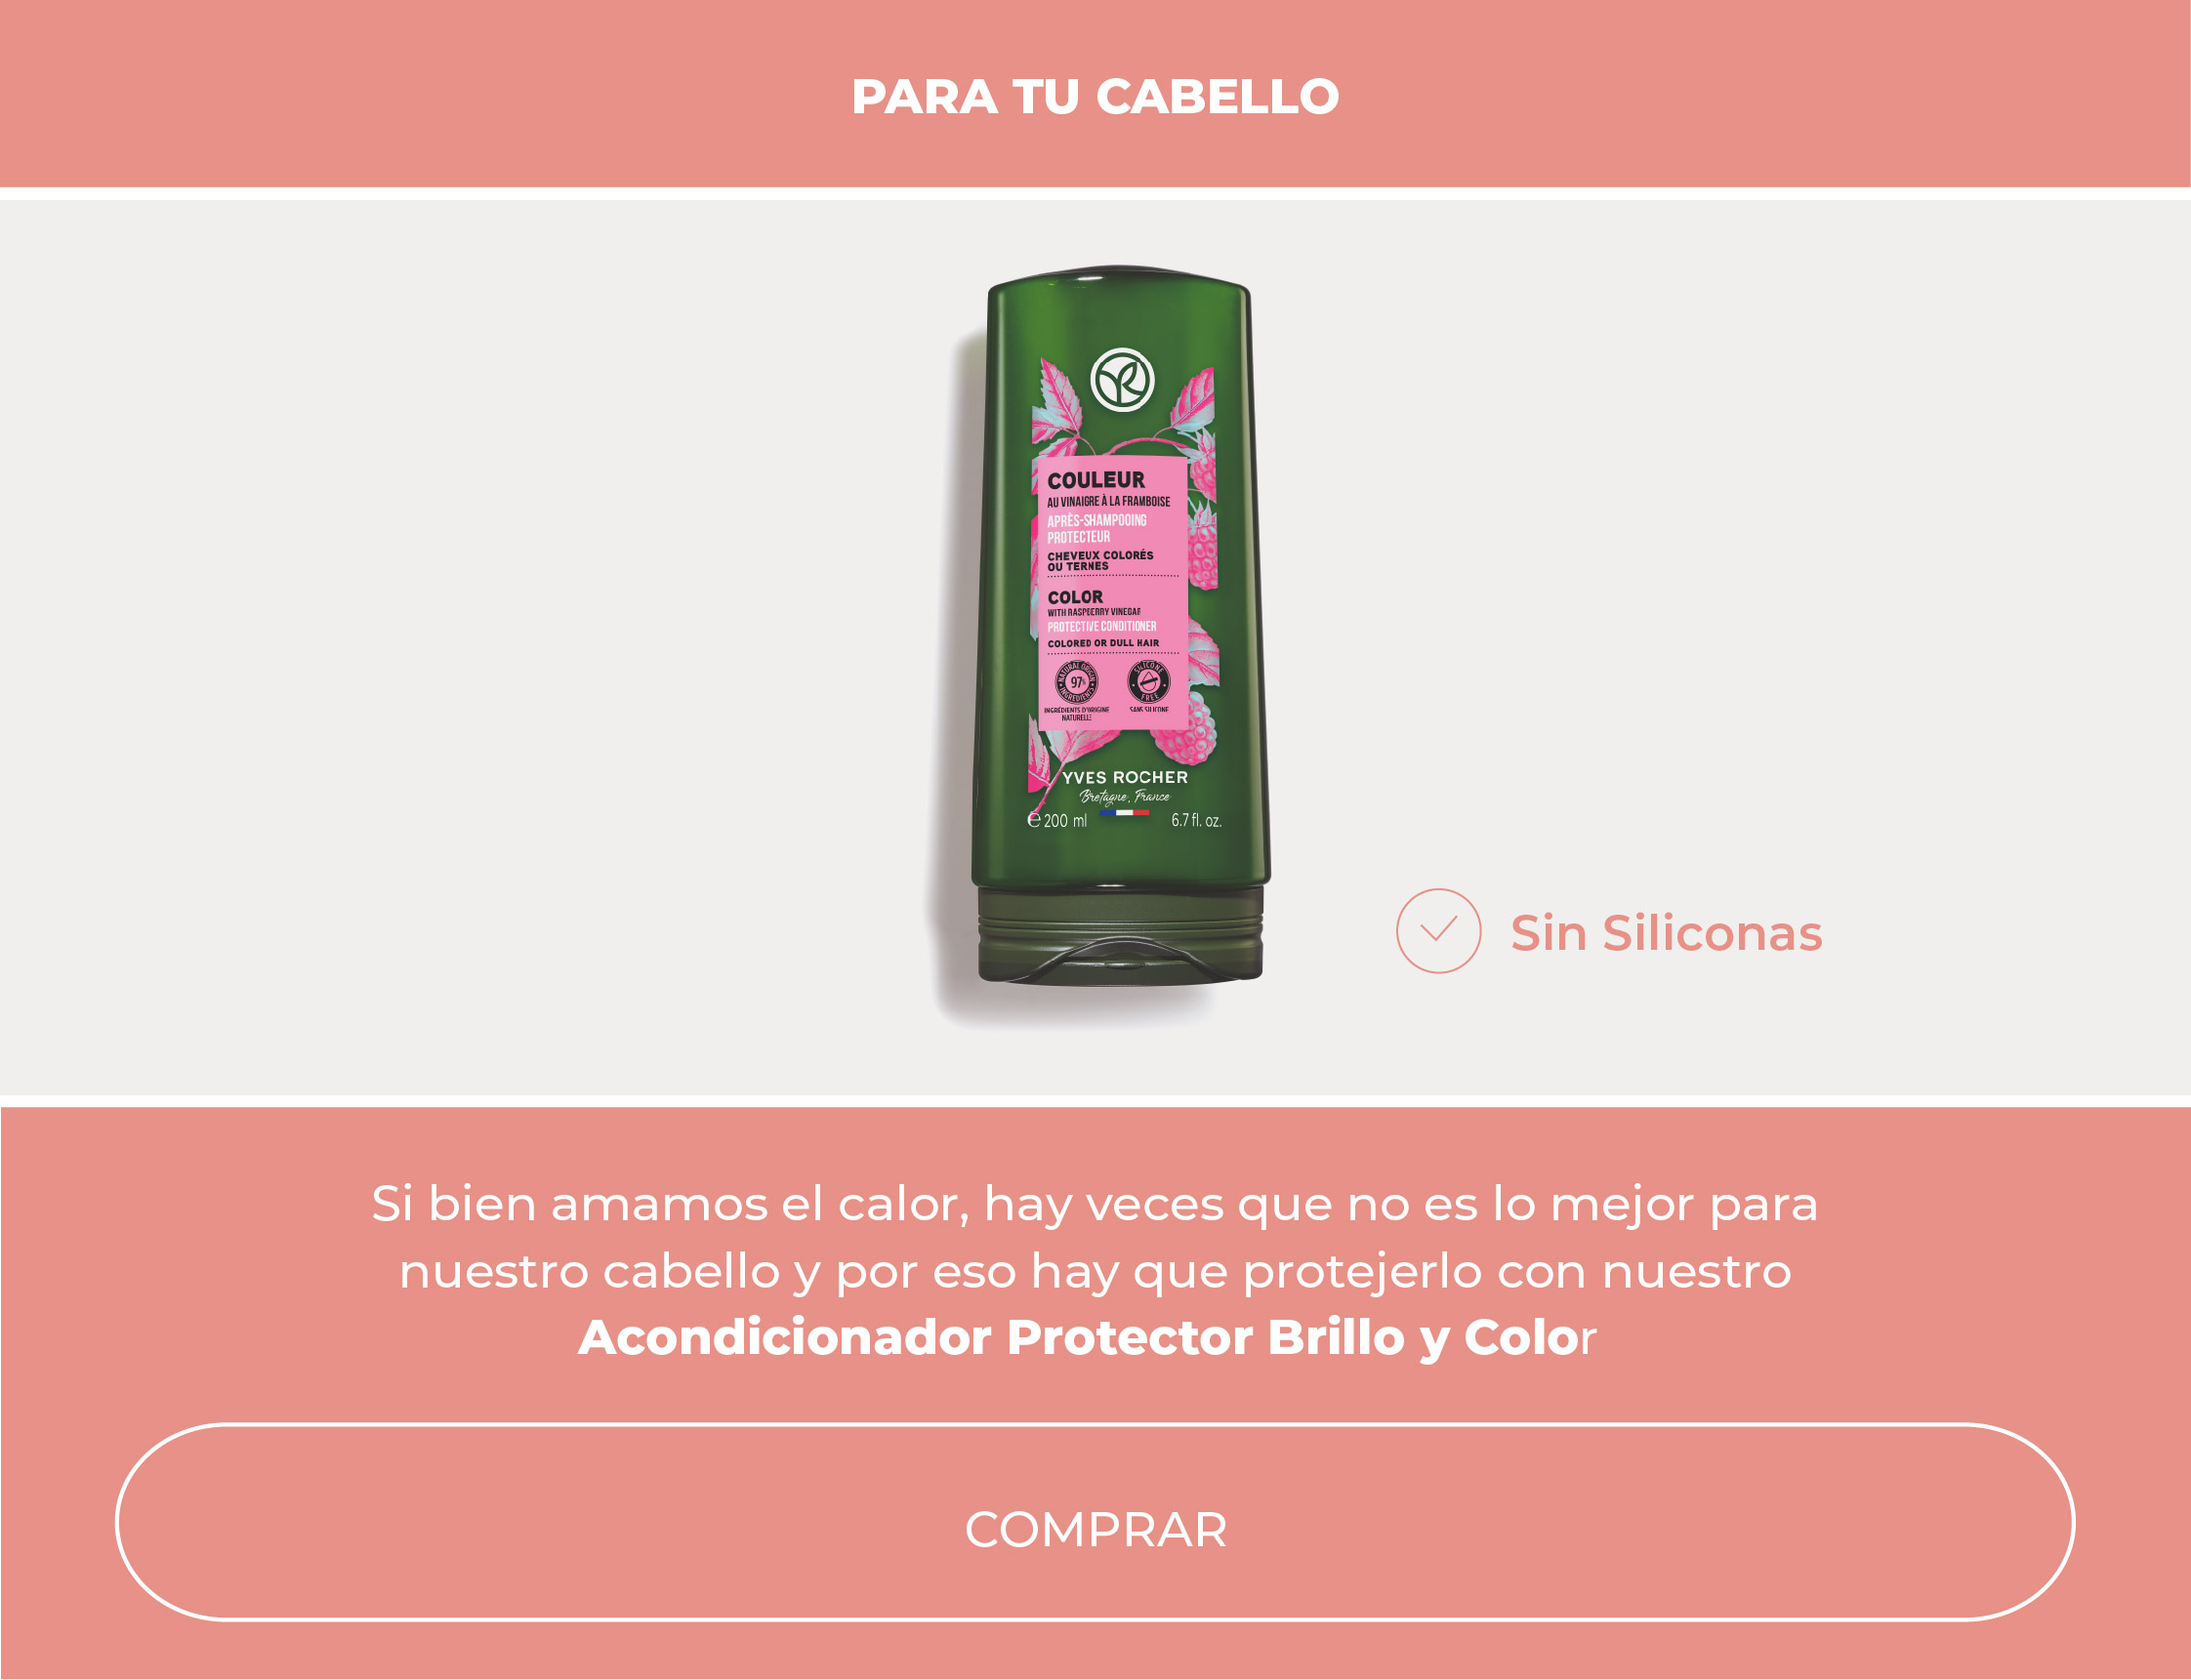 PARA TU CABELLO
COULEUR
AU VINAIGRE À LA FRAMBOISE
APRÈS-SHAMPOOING
PROTECTEUR
CHEVEUX COLORÉS
OU TERNES
COLOR
WITH RASPBERRY VINEGAR
PROTECTIVE CONDITIONER
COLORED OR DULL HAIR
NATURAL ORIGIN
97%
INGREDIENTS
SILICONE
FREE
INGRÉDIENTS D'ORIGINE
NATURELLE
SANS SILICONE
YVES ROCHER
Bretagne, France
e 200 ml
6.7 fl. oz.
Sin Siliconas
Si bien amamos el calor, hay veces que no es lo mejor para
nuestro cabello y por eso hay que protejerlo con nuestro
Acondicionador Protector Brillo y Color
COMPRAR